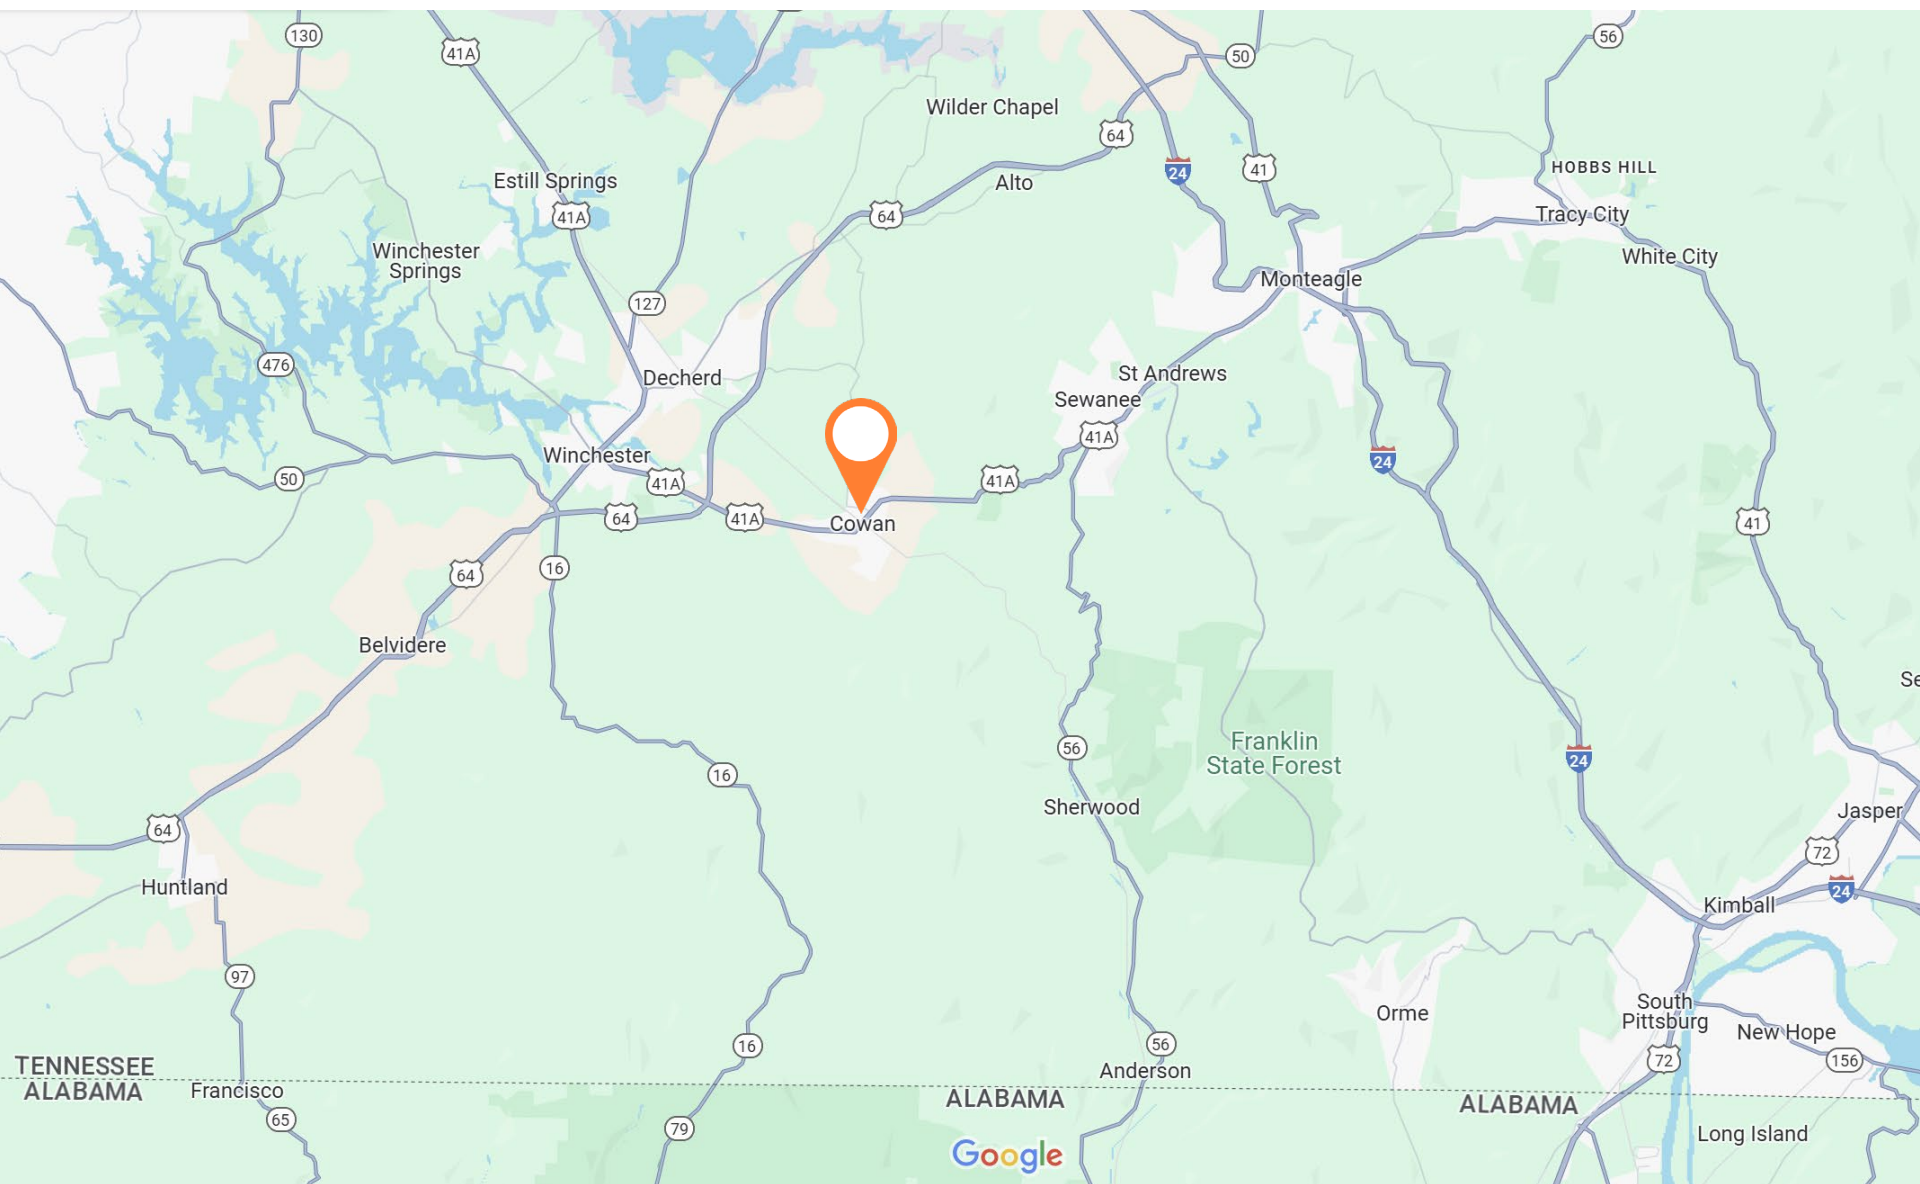 130
41A
50
56
Wilder Chapel
64
24
41
HOBBS HILL
Estill Springs
Alto
41A
64
Tracy City
Winchester
Springs
White City
Monteagle
127
476
Decherd
St Andrews
Sewanee
41A
Winchester
24
50
41A
41A
64
41A
Cowan
41
64
16
Belvidere
Se
Franklin
State Forest
56
24
16
Sherwood
Jasper
64
72
Huntland
24
Kimball
97
South
Pittsburg
Orme
New Hope
16
56
72
156
TENNESSEE
ALABAMA
Anderson
Francisco
ALABAMA
ALABAMA
65
79
Long Island
Google